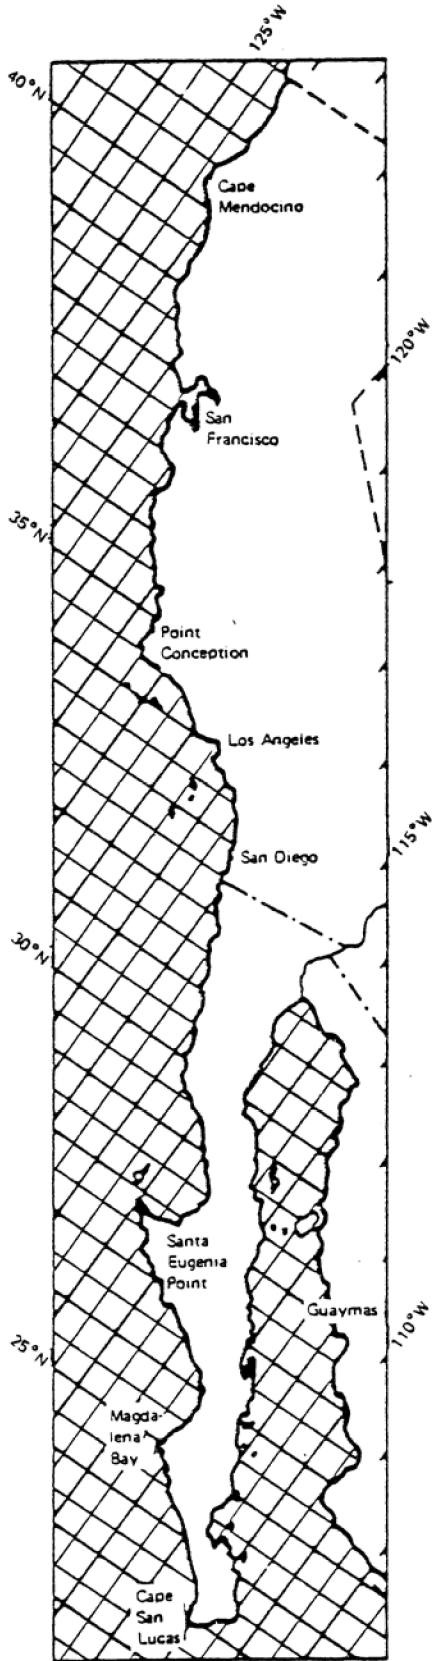 125°W
40°N
Cape
Mendocino
120°W
San
Francisco
35°N
Point
Conception
Los Angeles
115°W
San Diego
30°N
Santa
Eugenia
Point
Guaymas
110°W
25°N
Magda-
lena
Bay
Cape
San
Lucas